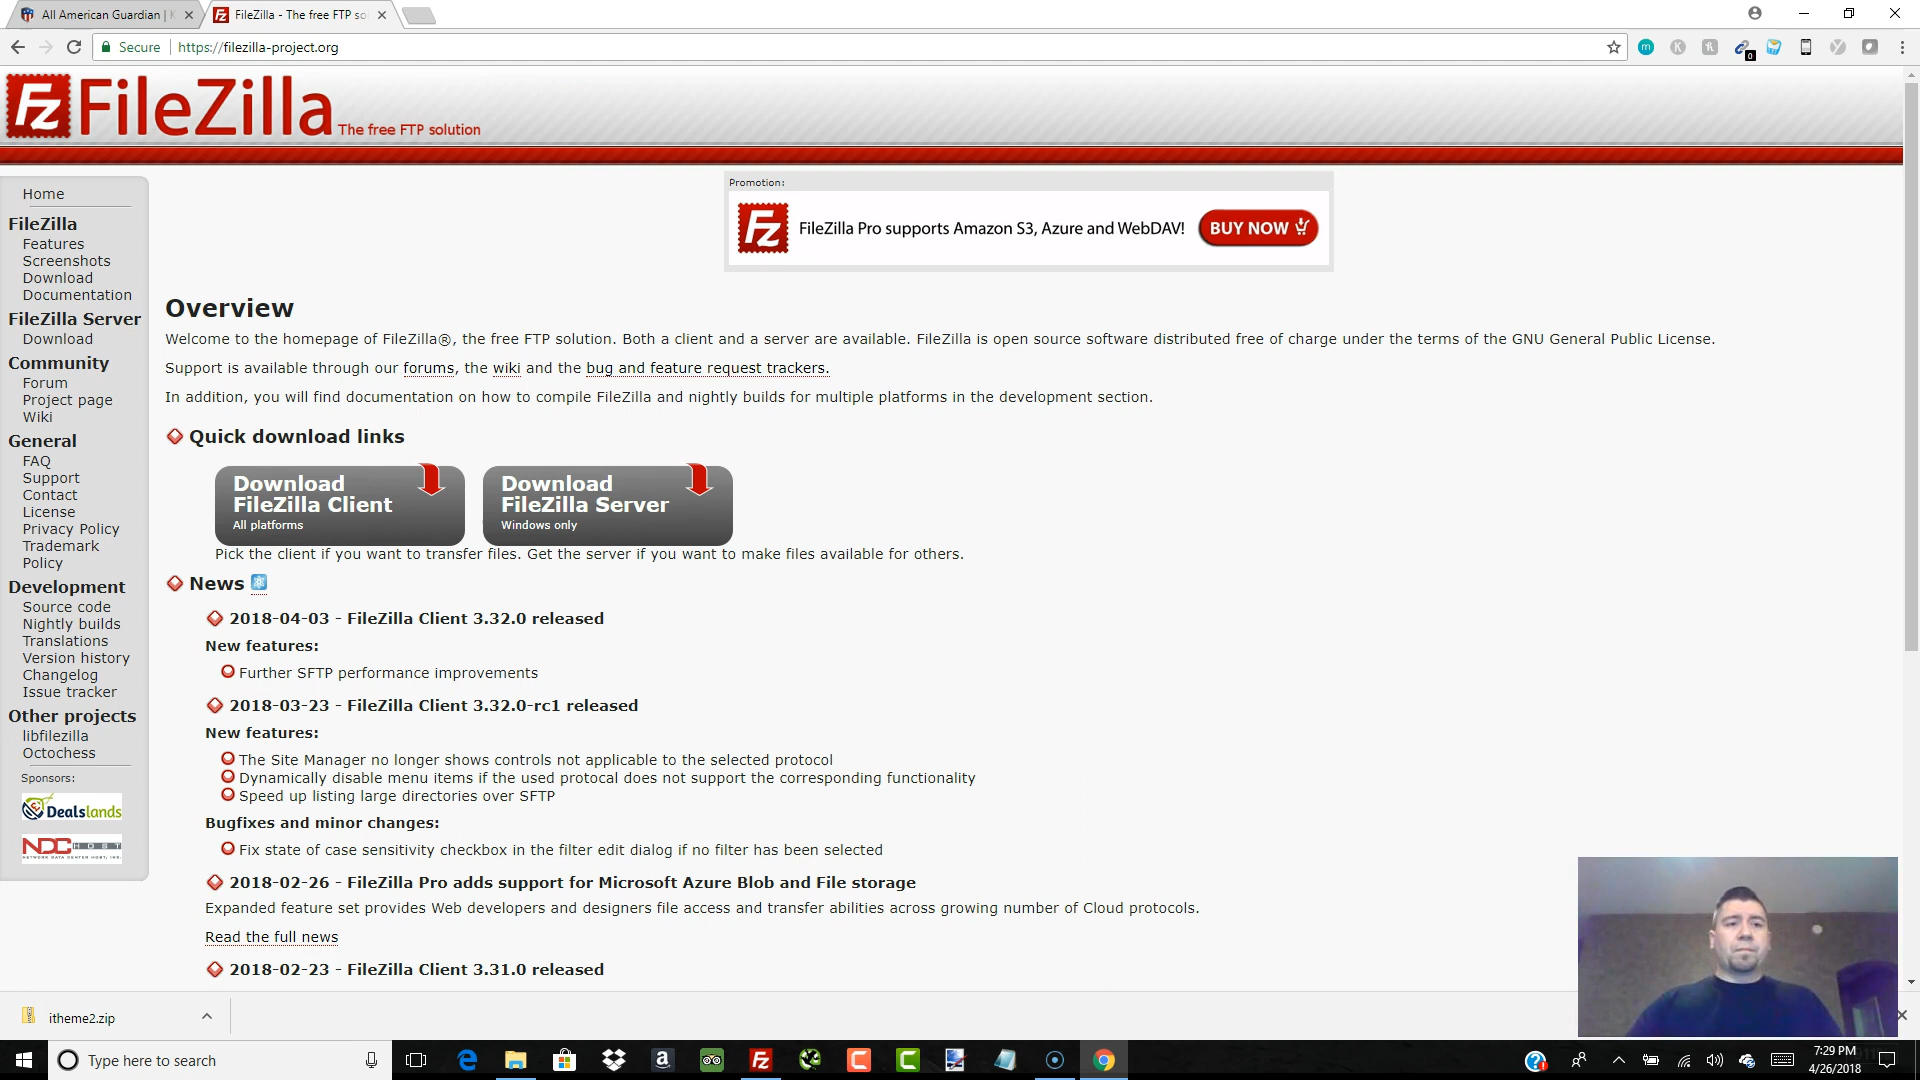 All American Guardian | K
FileZilla - The free FTP so
Secure
https://filezilla-project.org
m
0
Fz FileZilla The free FTP solution
Home
FileZilla
Features
Screenshots
Download
Documentation
FileZilla Server
Download
Community
Forum
Project page
Wiki
General
FAQ
Support
Contact
License
Privacy Policy
Trademark
Policy
Development
Source code
Nightly builds
Translations
Version history
Changelog
Issue tracker
Other projects
libfilezilla
Octochess
Sponsors:
Dealslands
NDCHOST
NETWORK DATA CENTER HOST, INC.
Promotion:
Fz FileZilla Pro supports Amazon S3, Azure and WebDAV! BUY NOW
Overview
Welcome to the homepage of FileZilla®, the free FTP solution. Both a client and a server are available. FileZilla is open source software distributed free of charge under the terms of the GNU General Public License.
Support is available through our forums, the wiki and the bug and feature request trackers.
In addition, you will find documentation on how to compile FileZilla and nightly builds for multiple platforms in the development section.
Quick download links
Download
FileZilla Client
All platforms
Download
FileZilla Server
Windows only
Pick the client if you want to transfer files. Get the server if you want to make files available for others.
News
2018-04-03 - FileZilla Client 3.32.0 released
New features:
Further SFTP performance improvements
2018-03-23 - FileZilla Client 3.32.0-rc1 released
New features:
The Site Manager no longer shows controls not applicable to the selected protocol
Dynamically disable menu items if the used protocal does not support the corresponding functionality
Speed up listing large directories over SFTP
Bugfixes and minor changes:
Fix state of case sensitivity checkbox in the filter edit dialog if no filter has been selected
2018-02-26 - FileZilla Pro adds support for Microsoft Azure Blob and File storage
Expanded feature set provides Web developers and designers file access and transfer abilities across growing number of Cloud protocols.
Read the full news
2018-02-23 - FileZilla Client 3.31.0 released
itheme2.zip
Type here to search
7:29 PM
4/26/2018